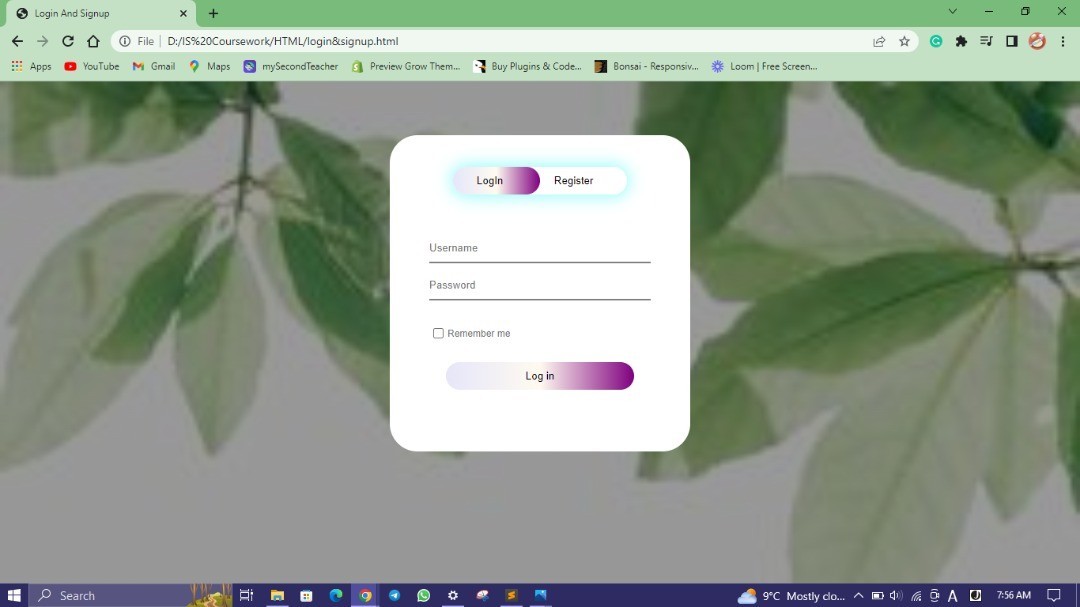 Login And Signup
File D:/IS%20Coursework/HTML/login&signup.html
Apps YouTube Gmail Maps mySecondTeacher Preview Grow Them... Buy Plugins & Code... Bonsai - Responsiv... Loom | Free Screen...
LogIn Register
Username
Password
Remember me
Log in
Search 9°C Mostly clo... A 7:56 AM